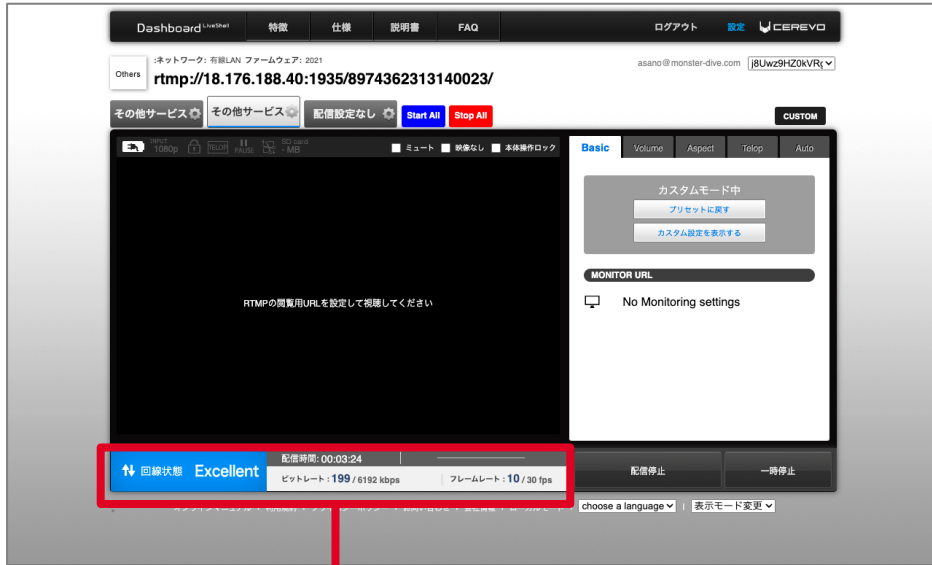 Dashboard LiveShell 特徴 仕様 説明書 FAQ ログアウト 設定 CEREVO
:ネットワーク: 有線LAN ファームウェア: 2021
asano@monster-dive.com j8Uwz9HZ0kVR
Others rtmp://18.176.188.40:1935/8974362313140023/
その他サービス その他サービス 配信設定なし Start All Stop All CUSTOM
INPUT 1080p TELOP PAUSE SD card - MB ミュート 映像なし 本体操作ロック
Basic Volume Aspect Telop Auto
カスタムモード中
プリセットに戻す
カスタム設定を表示する
MONITOR URL
No Monitoring settings
RTMPの閲覧用URLを設定して視聴してください
回線状態 Excellent
配信時間: 00:03:24
ビットレート : 199 / 6192 kbps フレームレート : 10 / 30 fps
配信停止 一時停止
choose a language | 表示モード変更